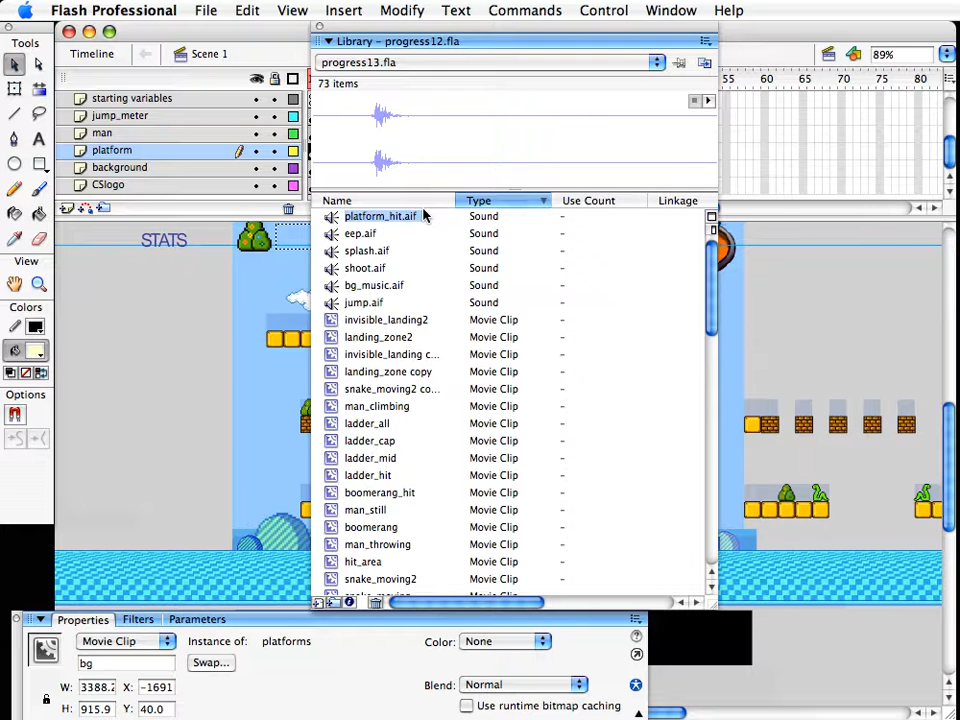 Flash Professional File Edit View Insert Modify Text Commands Control Window Help
Tools
Timeline
Scene 1
Library - progress12.fla
progress13.fla
89%
73 items
55 60 65 70 75 80
starting variables
jump_meter
man
platform
background
CSlogo
Name Type Use Count Linkage
platform_hit.aif Sound -
eep.aif Sound -
splash.aif Sound -
shoot.aif Sound -
bg_music.aif Sound -
jump.aif Sound -
invisible_landing2 Movie Clip -
landing_zone2 Movie Clip -
invisible_landing c... Movie Clip -
landing_zone copy Movie Clip -
snake_moving2 co... Movie Clip -
man_climbing Movie Clip -
ladder_all Movie Clip -
ladder_cap Movie Clip -
ladder_mid Movie Clip -
ladder_hit Movie Clip -
boomerang_hit Movie Clip -
man_still Movie Clip -
boomerang Movie Clip -
man_throwing Movie Clip -
hit_area Movie Clip -
snake_moving2 Movie Clip -
STATS
View
Colors
Options
Properties Filters Parameters
Movie Clip
Instance of: platforms
Color: None
bg
Swap...
W: 3388.2 X: -1691
H: 915.9 Y: 40.0
Blend: Normal
Use runtime bitmap caching